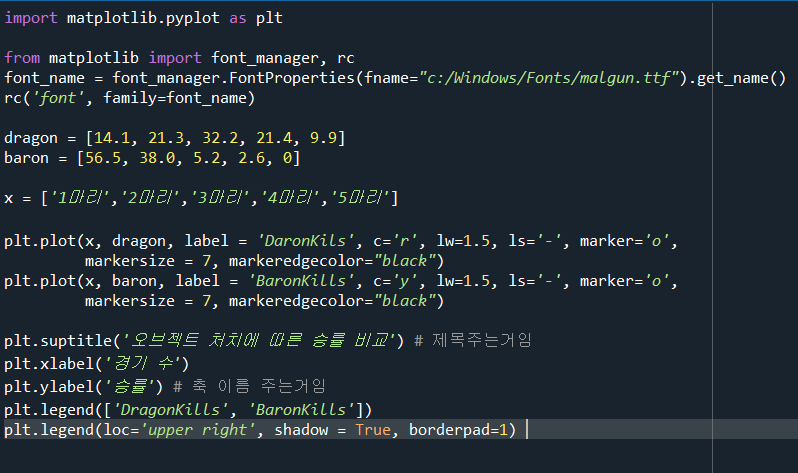 import matplotlib.pyplot as plt
from matplotlib import font_manager, rc
font_name = font_manager.FontProperties(fname="c:/Windows/Fonts/malgun.ttf").get_name()
rc('font', family=font_name)
dragon = [14.1, 21.3, 32.2, 21.4, 9.9]
baron = [56.5, 38.0, 5.2, 2.6, 0]
x = ['1마리','2마리','3마리','4마리','5마리']
plt.plot(x, dragon, label = 'DaronKils', c='r', lw=1.5, ls='-', marker='o',
markersize = 7, markeredgecolor="black")
plt.plot(x, baron, label = 'BaronKills', c='y', lw=1.5, ls='-', marker='o',
markersize = 7, markeredgecolor="black")
plt.suptitle('오브젝트 처치에 따른 승률 비교') # 제목주는거임
plt.xlabel('경기 수')
plt.ylabel('승률') # 축 이름 주는거임
plt.legend(['DragonKills', 'BaronKills'])
plt.legend(loc='upper right', shadow = True, borderpad=1)